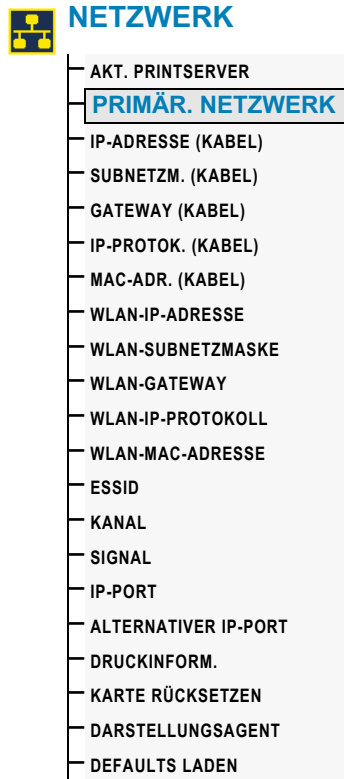 NETZWERK
AKT. PRINTSERVER
PRIMÄR. NETZWERK
IP-ADRESSE (KABEL)
SUBNETZM. (KABEL)
GATEWAY (KABEL)
IP-PROTOK. (KABEL)
MAC-ADR. (KABEL)
WLAN-IP-ADRESSE
WLAN-SUBNETZMASKE
WLAN-GATEWAY
WLAN-IP-PROTOKOLL
WLAN-MAC-ADRESSE
ESSID
KANAL
SIGNAL
IP-PORT
ALTERNATIVER IP-PORT
DRUCKINFORM.
KARTE RÜCKSETZEN
DARSTELLUNGSAGENT
DEFAULTS LADEN